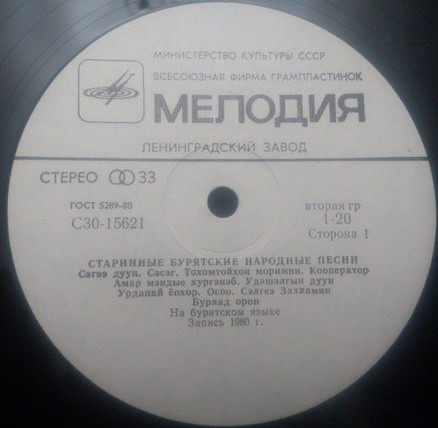 МИНИСТЕРСТВО КУЛЬТУРЫ СССР
ВСЕСОЮЗНАЯ ФИРМА ГРАМПЛАСТИНОК
МЕЛОДИЯ
ЛЕНИНГРАДСКИЙ ЗАВОД
СТЕРЕО 33
ГОСТ 5289-80
С30-15621
вторая гр
1-20
Сторона 1
СТАРИННЫЕ БУРЯТСКИЕ НАРОДНЫЕ ПЕСНИ
Сэгээ дуун. Сэсэг. Тохомтойхон моримни. Кооператор
Амар мэндые хургэнэб. Удэшэлгын дуун
Урданай ёохор. Осоо. Сэлгеэ Захаамин
Буряад орон
На бурятском языке
Запись 1980 г.